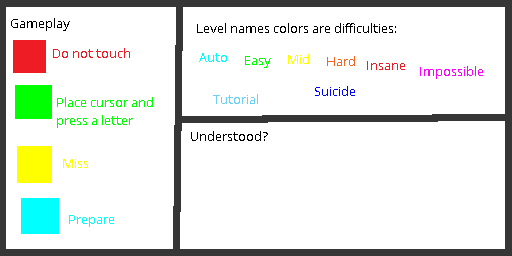 Gameplay
Do not touch
Place cursor and
press a letter
Miss
Prepare
Level names colors are difficulties:
Auto Easy Mid Hard Insane Impossible
Tutorial Suicide
Understood?